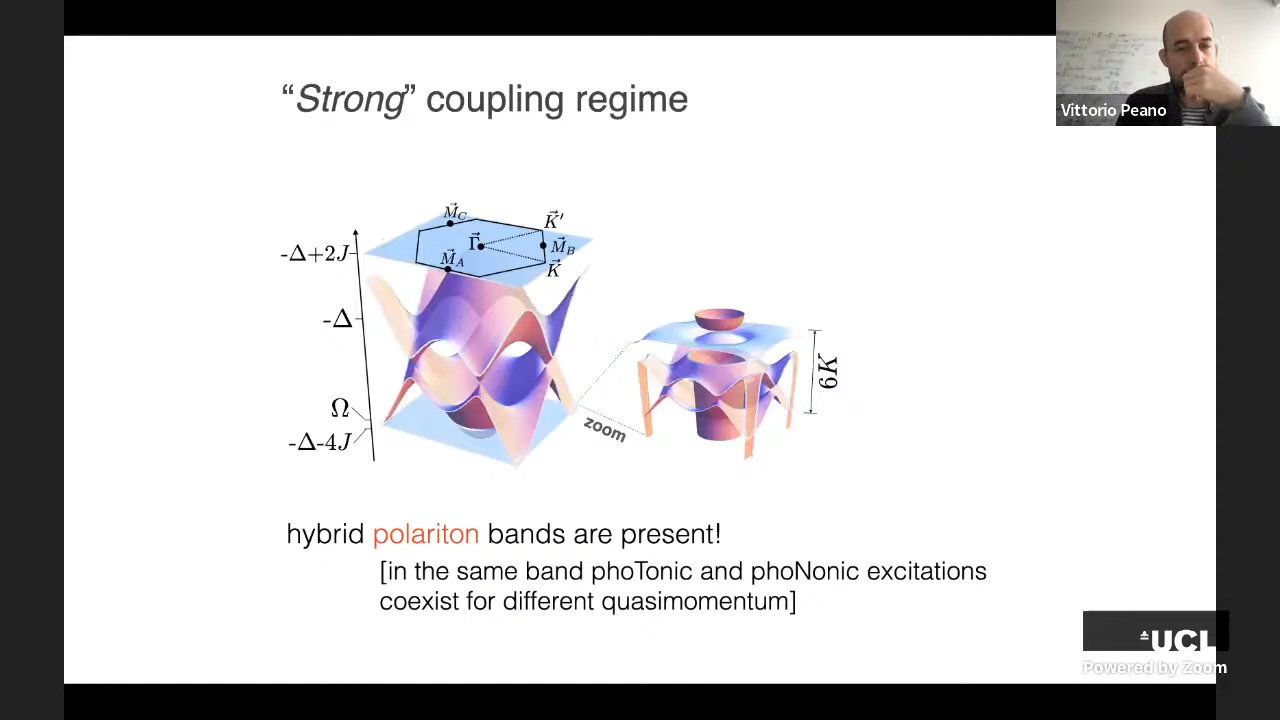 “Strong” coupling regime
Vittorio Peano
-Δ+2J
-Δ
Ω
-Δ-4J
M⃗_C
K⃗'
Γ⃗
M⃗_B
M⃗_A
K⃗
zoom
6K
hybrid polariton bands are present!
[in the same band phoTonic and phoNonic excitations
coexist for different quasimomentum]
UCL
Powered by Zoom